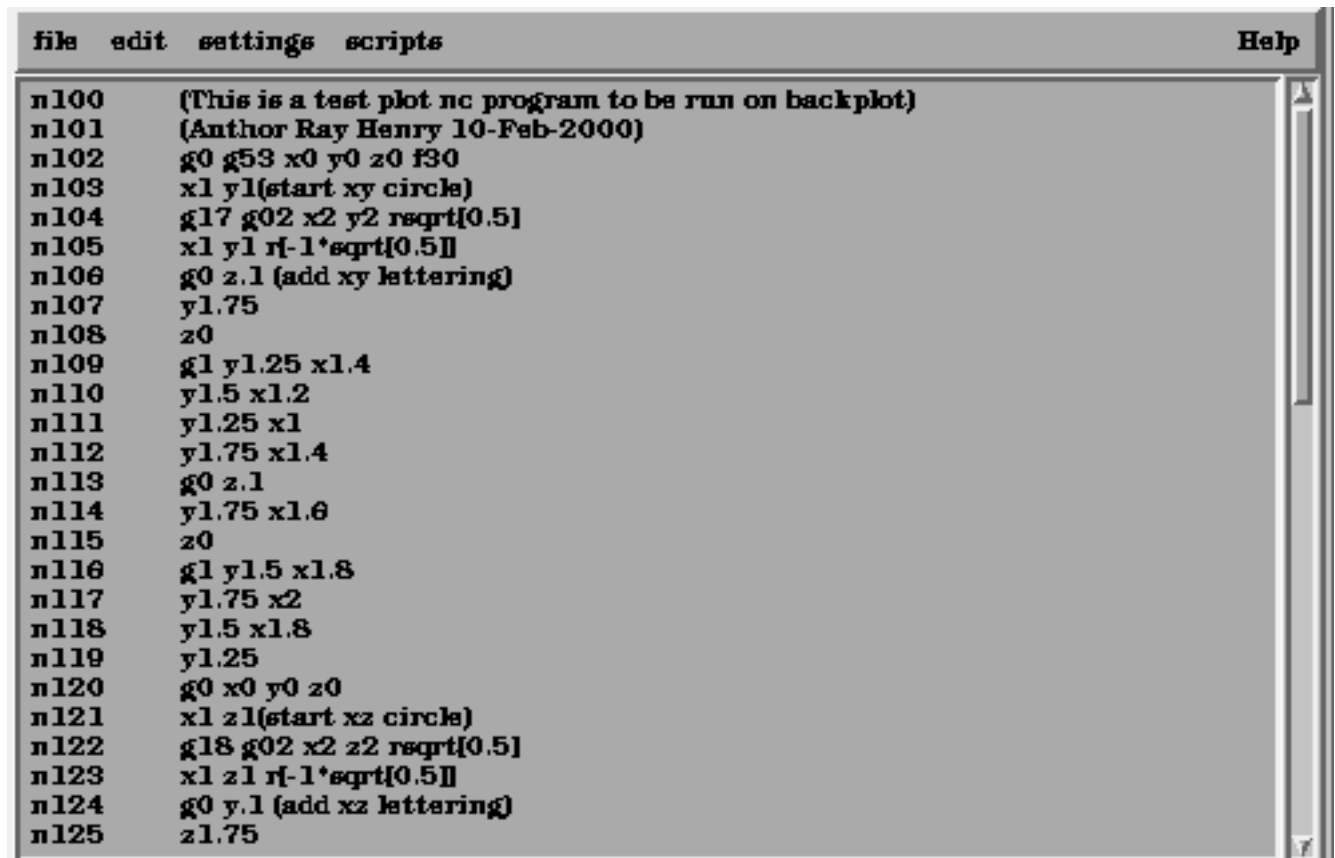 file edit settings scripts Help
n100 (This is a test plot nc program to be run on backplot)
n101 (Author Ray Henry 10-Feb-2000)
n102 g0 g53 x0 y0 z0 f30
n103 x1 y1(start xy circle)
n104 g17 g02 x2 y2 rsqrt[0.5]
n105 x1 y1 r[-1*sqrt[0.5]]
n106 g0 z.1 (add xy lettering)
n107 y1.75
n108 z0
n109 g1 y1.25 x1.4
n110 y1.5 x1.2
n111 y1.25 x1
n112 y1.75 x1.4
n113 g0 z.1
n114 y1.75 x1.6
n115 z0
n116 g1 y1.5 x1.8
n117 y1.75 x2
n118 y1.5 x1.8
n119 y1.25
n120 g0 x0 y0 z0
n121 x1 z1(start xz circle)
n122 g18 g02 x2 z2 rsqrt[0.5]
n123 x1 z1 r[-1*sqrt[0.5]]
n124 g0 y.1 (add xz lettering)
n125 z1.75